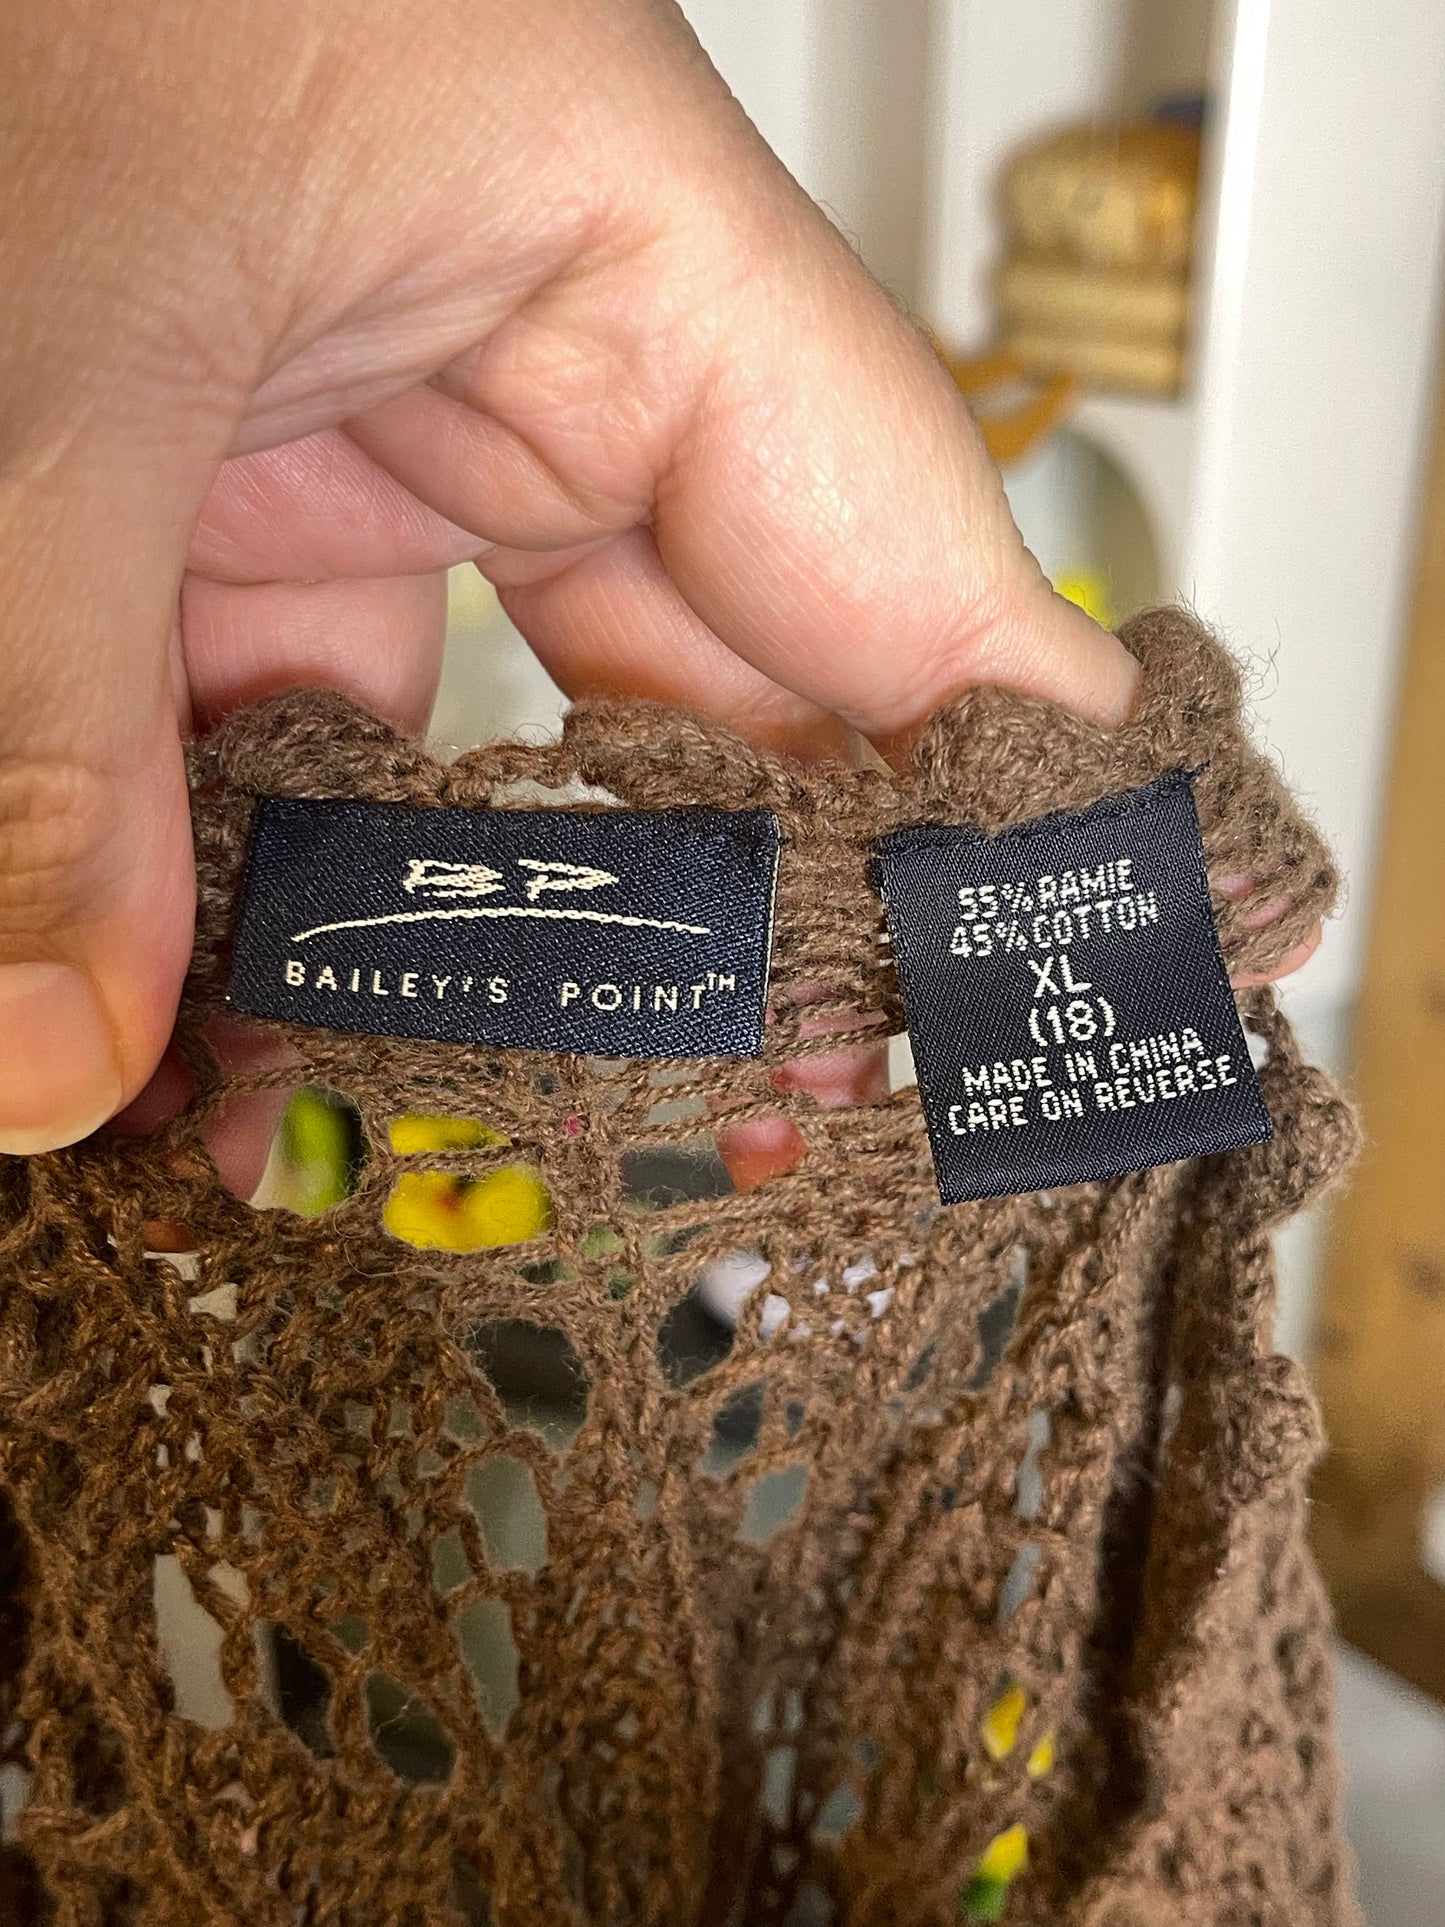 BP
BAILEY'S POINT™
55% RAMIE
45% COTTON
XL
(18)
MADE IN CHINA
CARE ON REVERSE